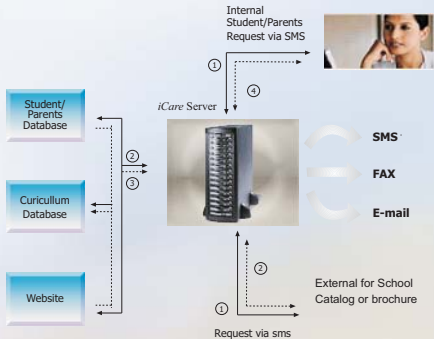 Internal
Student/Parents
Request via SMS
1
4
iCare Server
Student/
Parents
Database
2
3
SMS
FAX
Curicullum
Database
E-mail
2
Website
1
External for School
Catalog or brochure
Request via sms